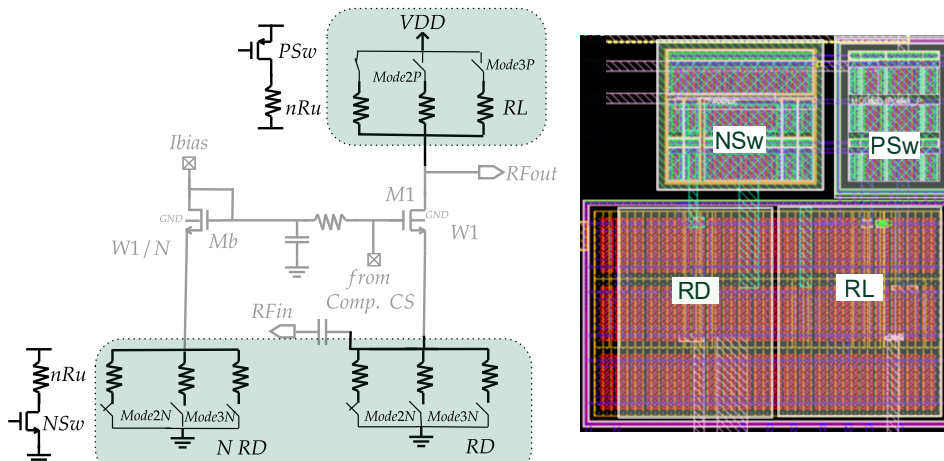 VDD
PSw
nRu
Mode2P
Mode3P
RL
Ibias
RFout
M1
GND
GND
W1/N
Mb
W1
from
Comp. CS
RFin
nRu
NSw
Mode2N
Mode3N
N RD
Mode2N
Mode3N
RD
NSw
PSw
RD
RL